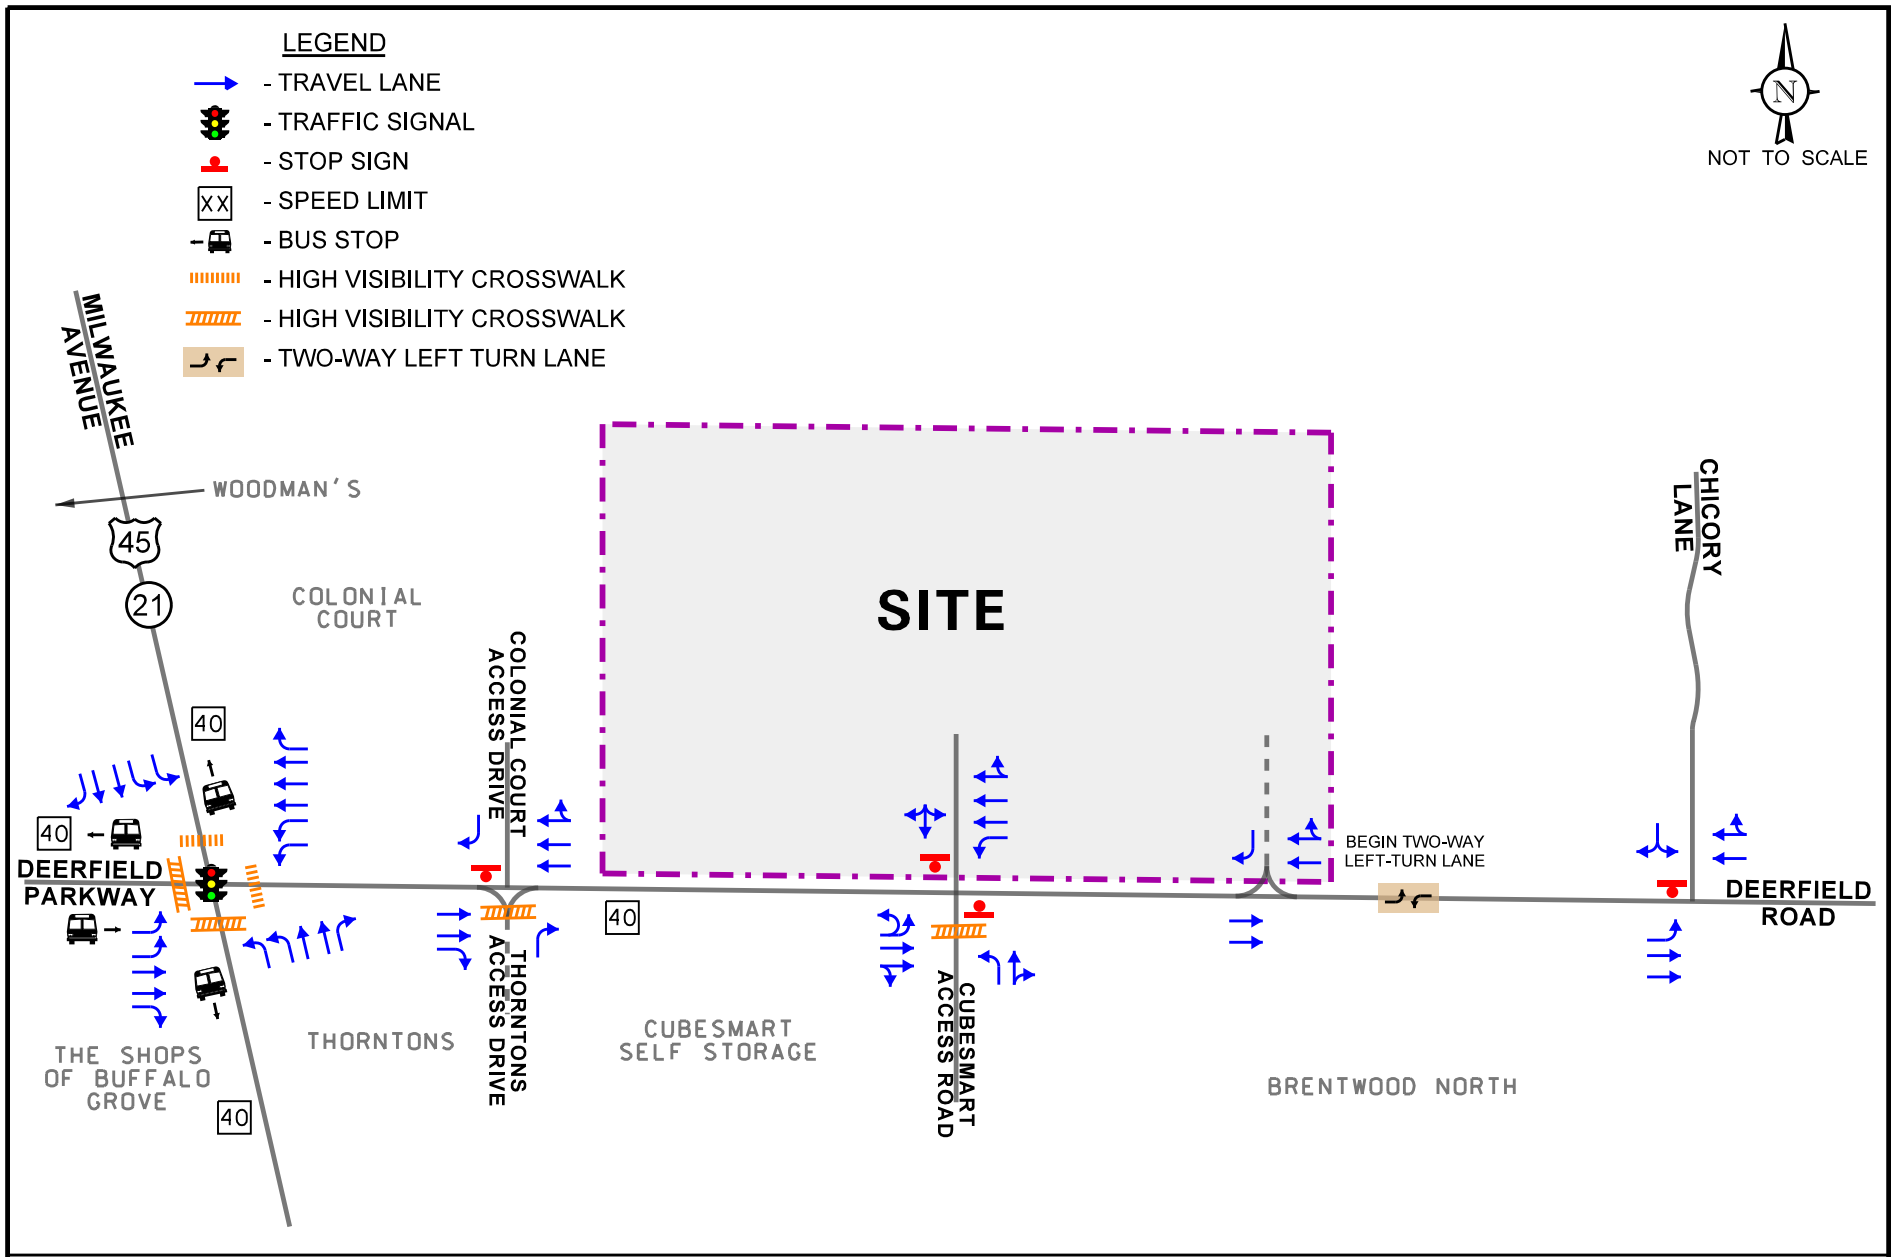 LEGEND
- TRAVEL LANE
- TRAFFIC SIGNAL
- STOP SIGN
XX - SPEED LIMIT
- BUS STOP
- HIGH VISIBILITY CROSSWALK
- HIGH VISIBILITY CROSSWALK
- TWO-WAY LEFT TURN LANE
N
NOT TO SCALE
MILWAUKEE
AVENUE
WOODMAN'S
45
21
COLONIAL
COURT
COLONIAL COURT
ACCESS DRIVE
SITE
CHICORY
LANE
40
40
DEERFIELD
PARKWAY
40
BEGIN TWO-WAY
LEFT-TURN LANE
DEERFIELD
ROAD
THORNTONS
THORNTONS
ACCESS DRIVE
CUBESMART
SELF STORAGE
CUBESMART
ACCESS ROAD
BRENTWOOD NORTH
THE SHOPS
OF BUFFALO
GROVE
40